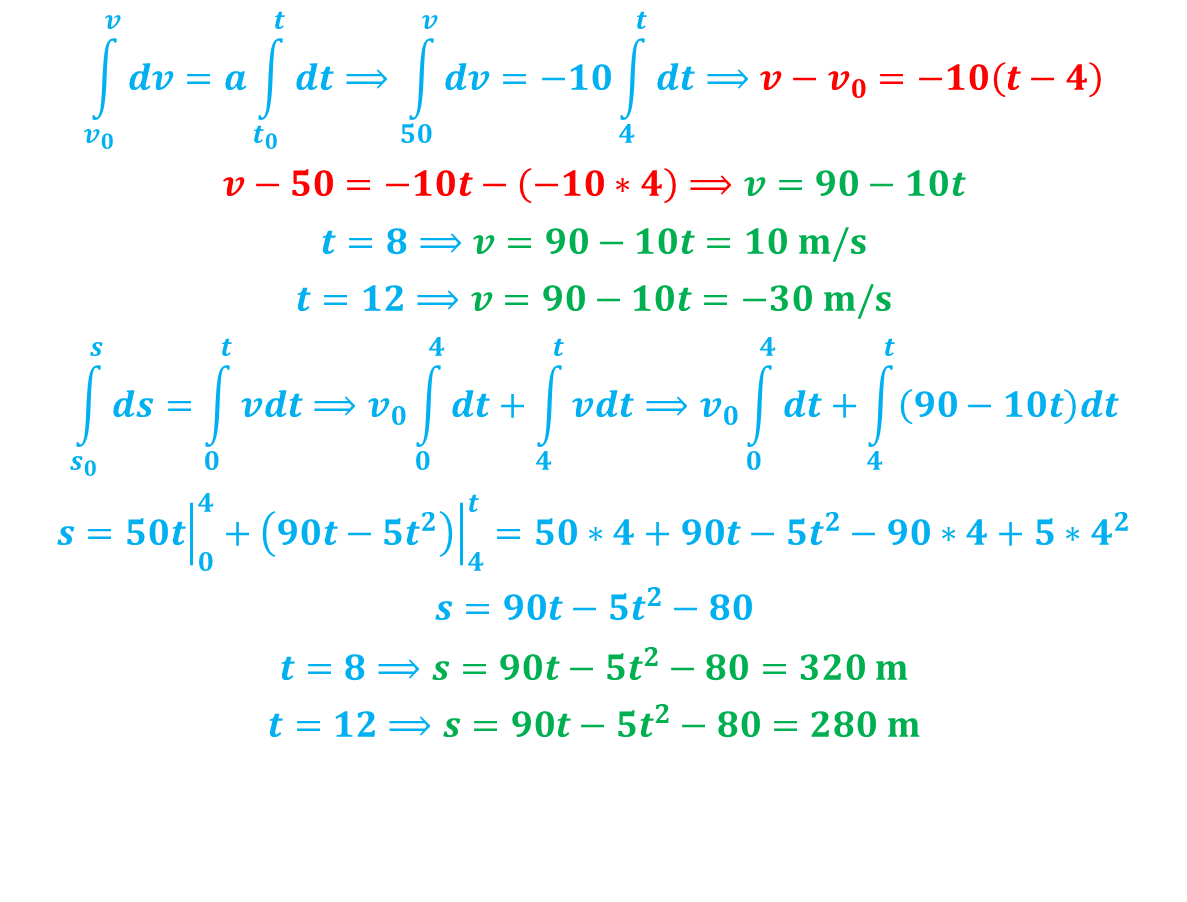 ∫_{v₀}^{v} dv = a ∫_{t₀}^{t} dt ⟹ ∫_{50}^{v} dv = −10 ∫_{4}^{t} dt ⟹ v − v₀ = −10(t − 4)
v − 50 = −10t − (−10 * 4) ⟹ v = 90 − 10t
t = 8 ⟹ v = 90 − 10t = 10 m/s
t = 12 ⟹ v = 90 − 10t = −30 m/s
∫_{s₀}^{s} ds = ∫_{0}^{t} vdt ⟹ v₀ ∫_{0}^{4} dt + ∫_{4}^{t} vdt ⟹ v₀ ∫_{0}^{4} dt + ∫_{4}^{t} (90 − 10t)dt
s = 50t|_{0}^{4} + (90t − 5t²)|_{4}^{t} = 50 * 4 + 90t − 5t² − 90 * 4 + 5 * 4²
s = 90t − 5t² − 80
t = 8 ⟹ s = 90t − 5t² − 80 = 320 m
t = 12 ⟹ s = 90t − 5t² − 80 = 280 m